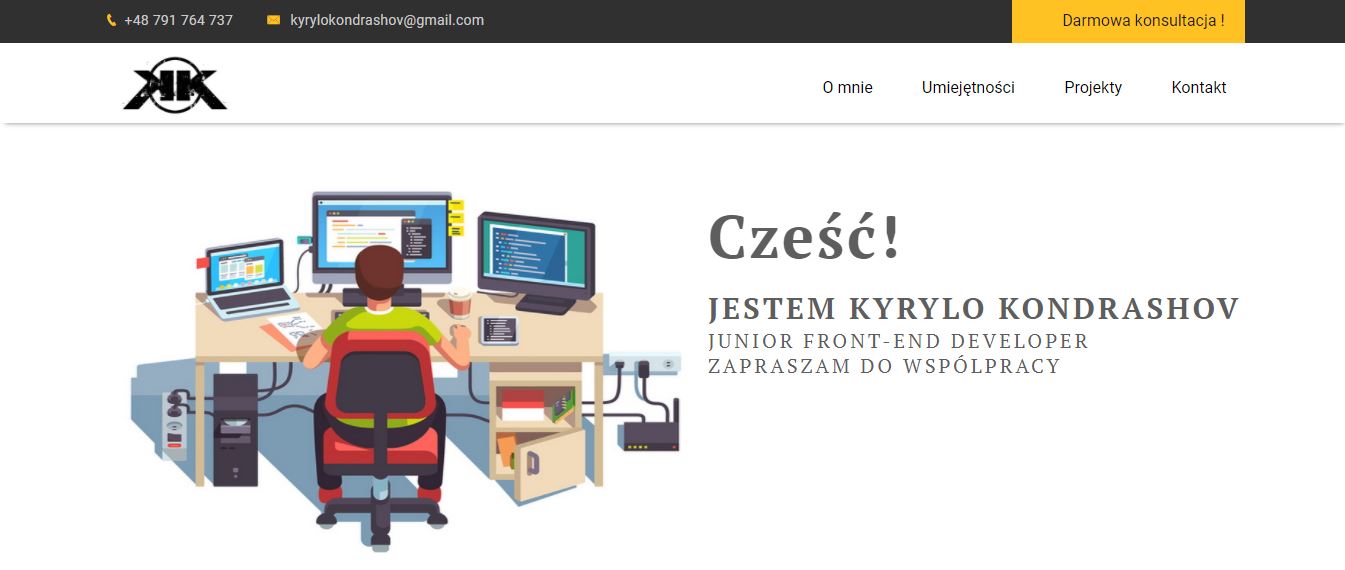 +48 791 764 737 kyrylokondrashov@gmail.com Darmowa konsultacja !
KK
O mnie Umiejętności Projekty Kontakt
Cześć!
JESTEM KYRYLO KONDRASHOV
JUNIOR FRONT-END DEVELOPER
ZAPRASZAM DO WSPÓLPRACY